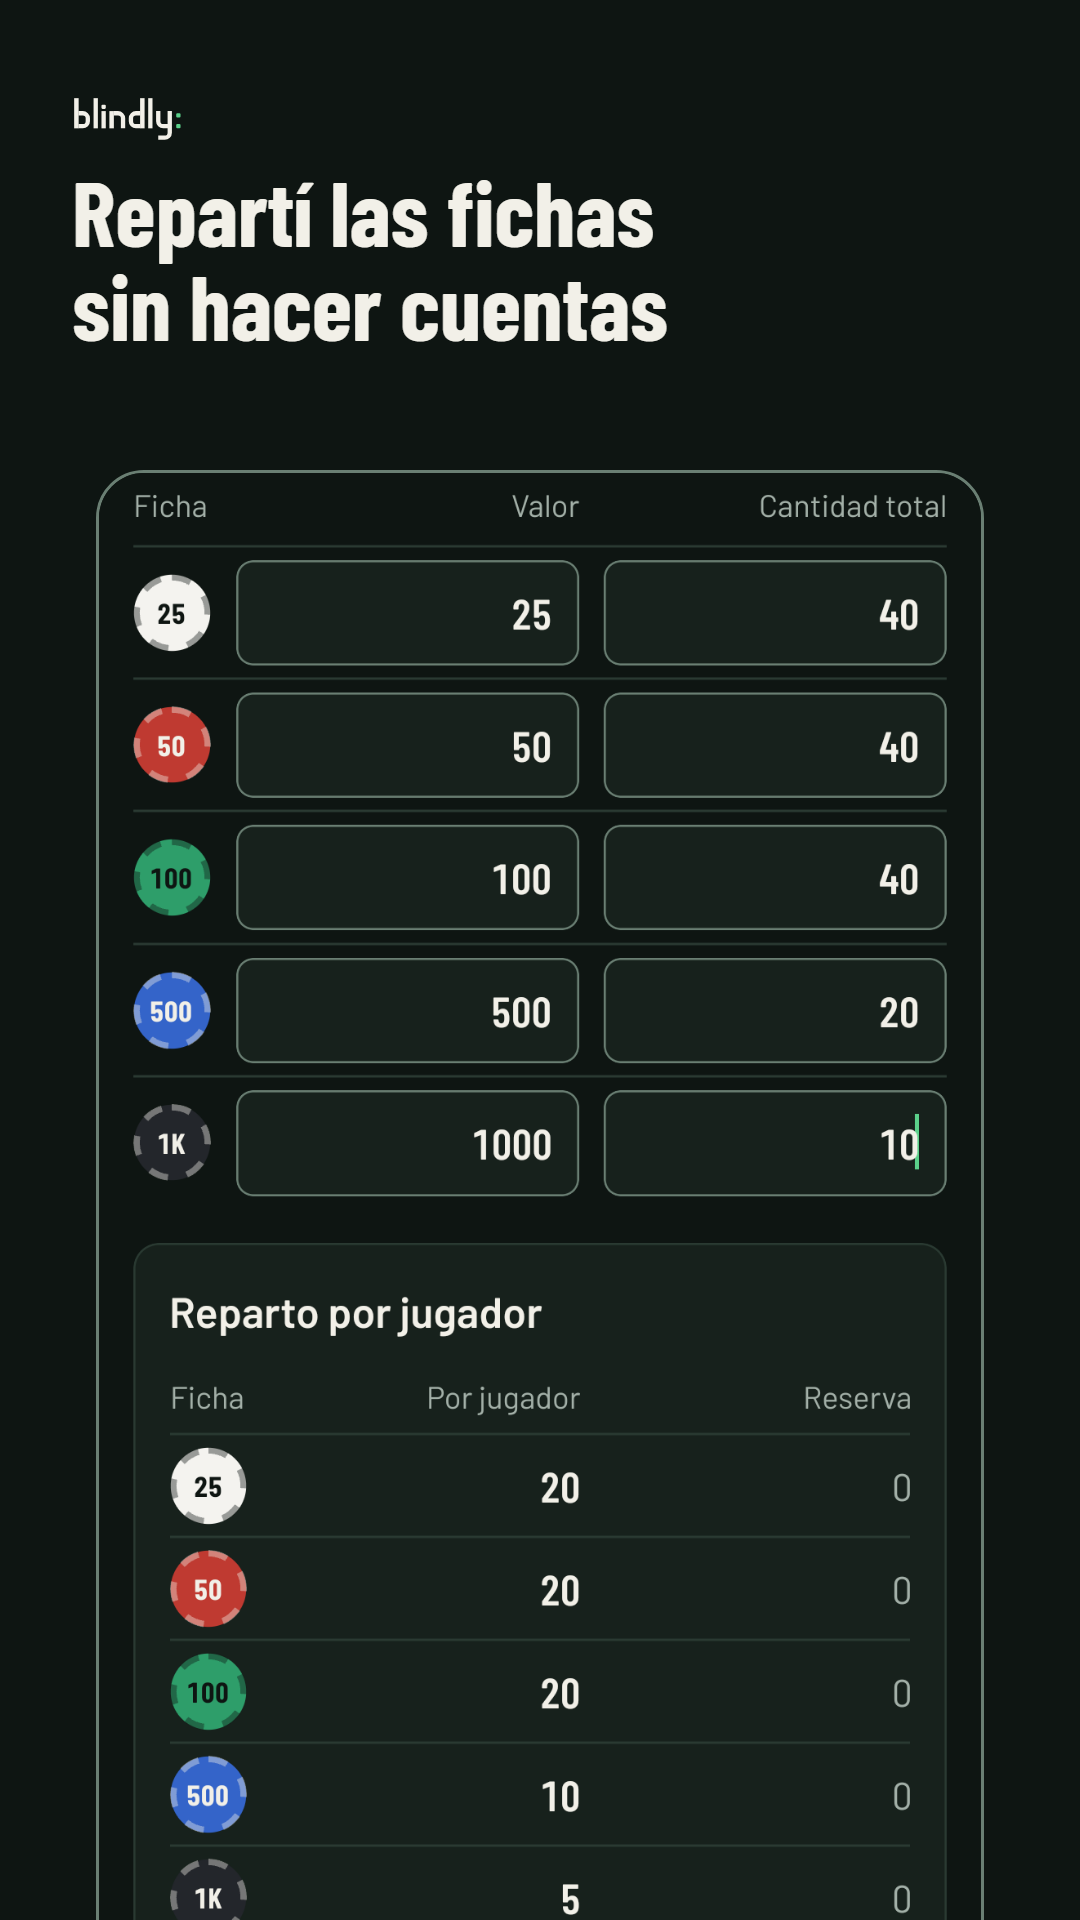 blindly:
Repartí las fichas
sin hacer cuentas
Ficha Valor Cantidad total
25 25 40
50 50 40
100 100 40
500 500 20
1K 1000 10
Reparto por jugador
Ficha Por jugador Reserva
25 20 0
50 20 0
100 20 0
500 10 0
1K 5 0